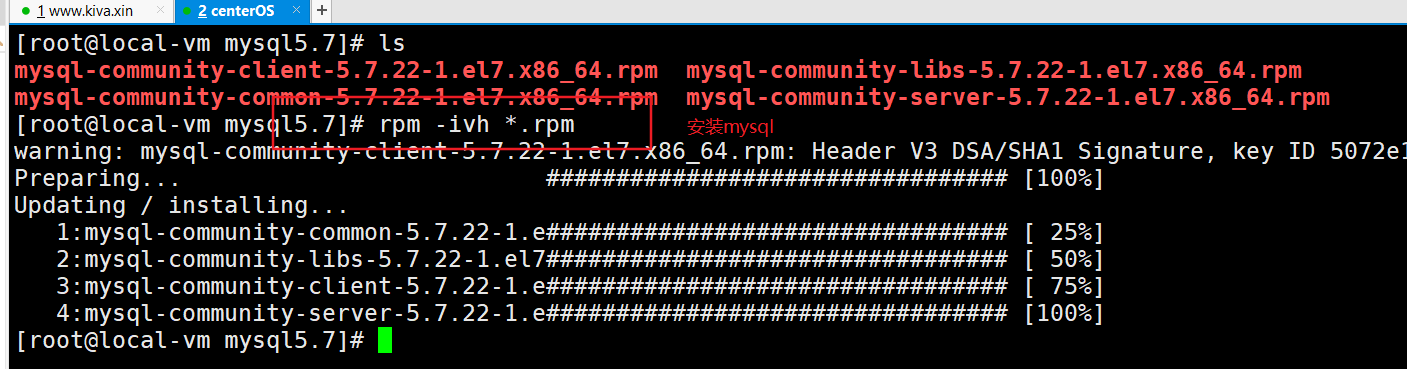 1 www.kiva.xin × 2 centerOS × +
[root@local-vm mysql5.7]# ls
mysql-community-client-5.7.22-1.el7.x86_64.rpm  mysql-community-libs-5.7.22-1.el7.x86_64.rpm
mysql-community-common-5.7.22-1.el7.x86_64.rpm  mysql-community-server-5.7.22-1.el7.x86_64.rpm
[root@local-vm mysql5.7]# rpm -ivh *.rpm 安装mysql
warning: mysql-community-client-5.7.22-1.el7.x86_64.rpm: Header V3 DSA/SHA1 Signature, key ID 5072e1
Preparing...                          ################################# [100%]
Updating / installing...
   1:mysql-community-common-5.7.22-1.e################################# [ 25%]
   2:mysql-community-libs-5.7.22-1.el7################################# [ 50%]
   3:mysql-community-client-5.7.22-1.e################################# [ 75%]
   4:mysql-community-server-5.7.22-1.e################################# [100%]
[root@local-vm mysql5.7]#